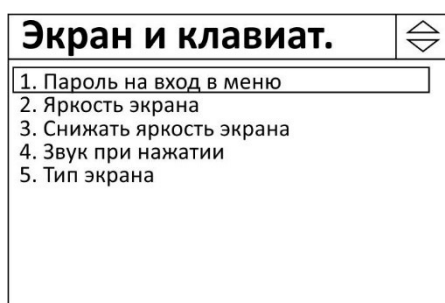 Экран и клавиат.
1. Пароль на вход в меню
2. Яркость экрана
3. Снижать яркость экрана
4. Звук при нажатии
5. Тип экрана